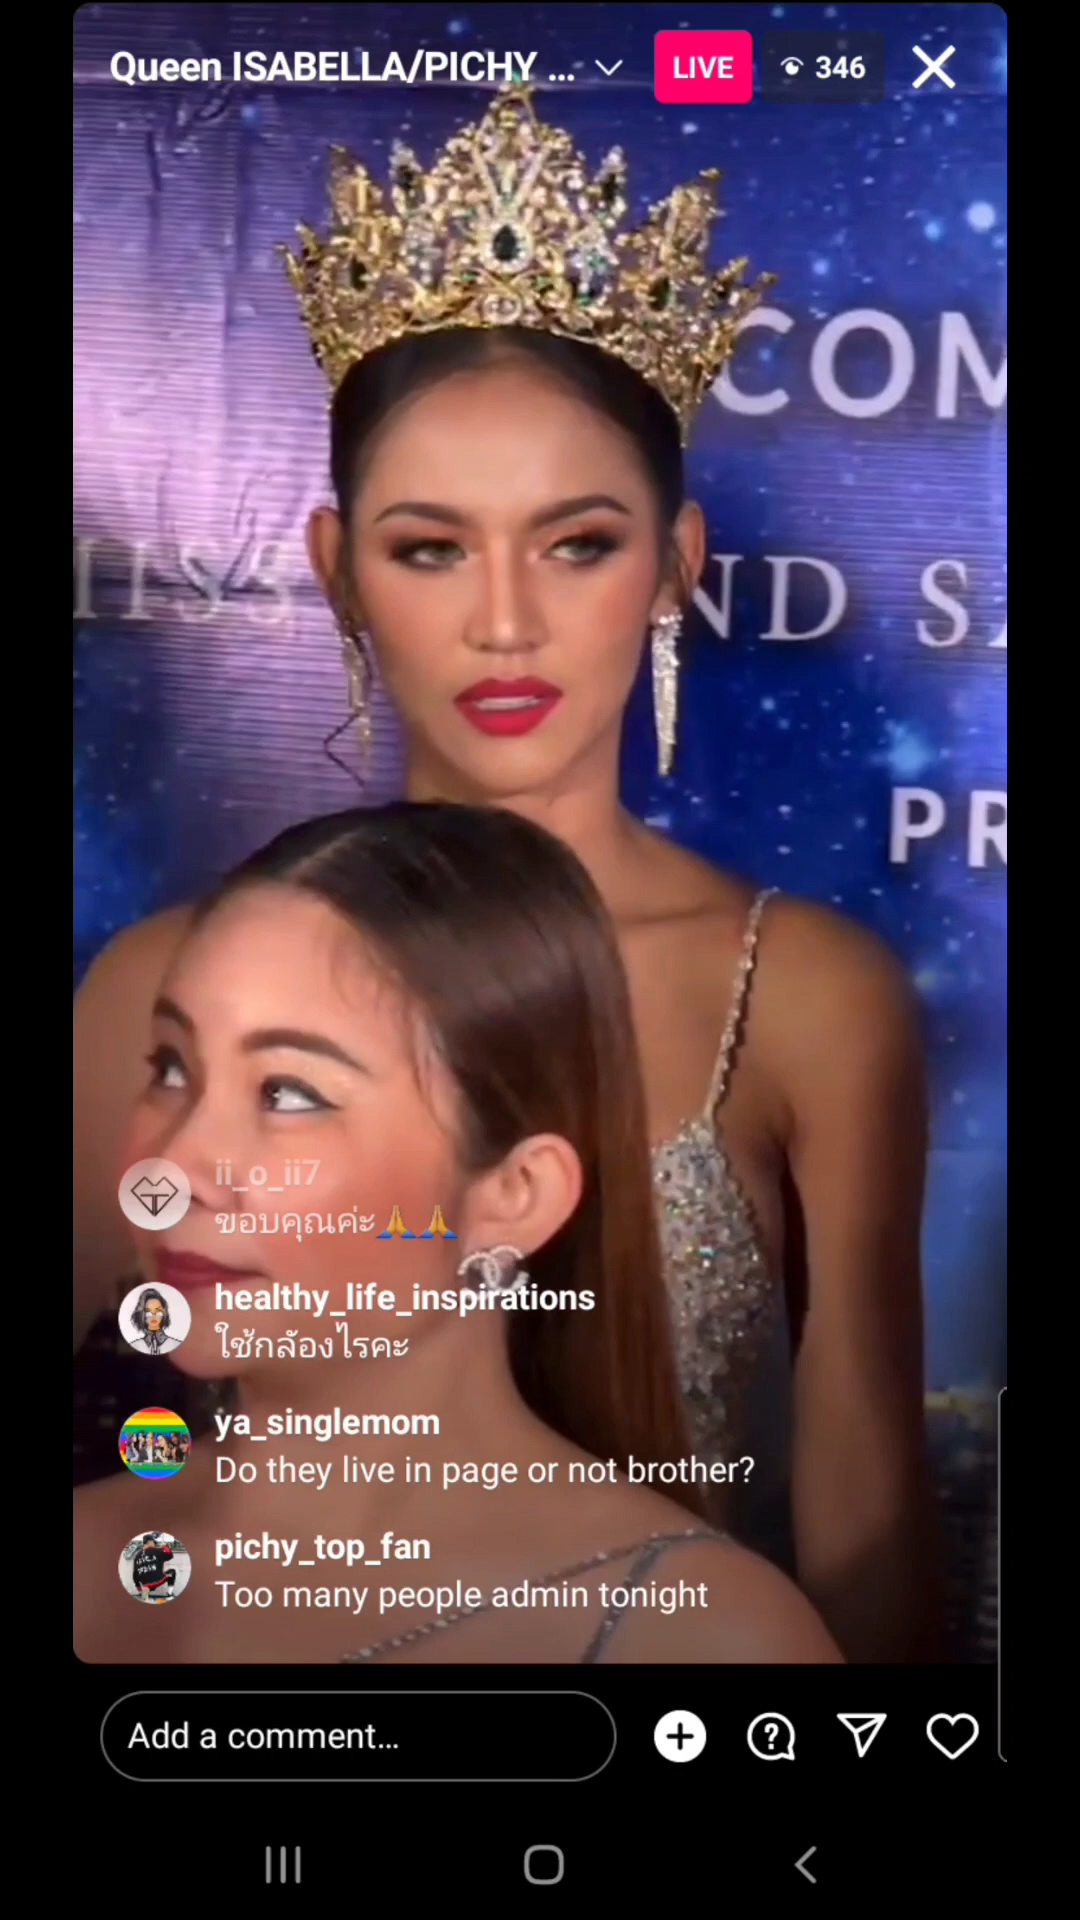 Queen ISABELLA/PICHY ...
LIVE
346
COM
ND SA
PR
ii_o_ii7
ขอบคุณค่ะ🙏🙏
healthy_life_inspirations
ใช้กล้องไรคะ
ya_singlemom
Do they live in page or not brother?
pichy_top_fan
Too many people admin tonight
Add a comment...